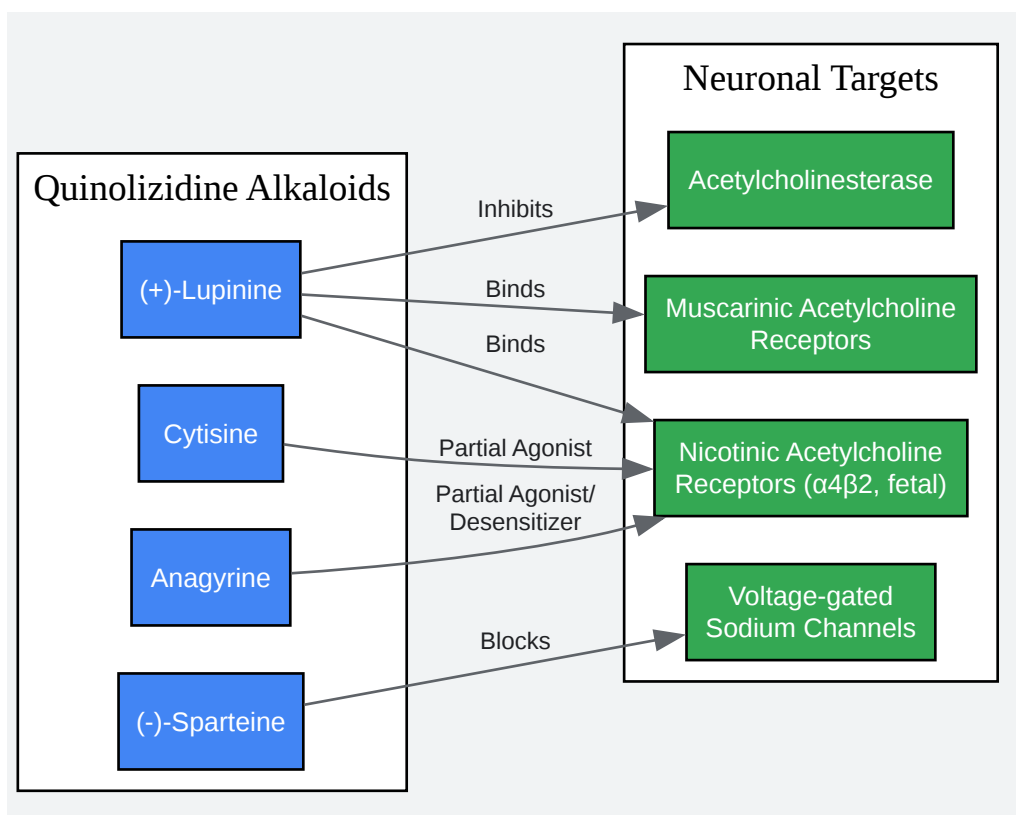 Quinolizidine Alkaloids
(+)-Lupinine
Cytisine
Anagyrine
(-)-Sparteine
Inhibits
Binds
Binds
Partial Agonist
Partial Agonist/
Desensitizer
Blocks
Neuronal Targets
Acetylcholinesterase
Muscarinic Acetylcholine
Receptors
Nicotinic Acetylcholine
Receptors (α4β2, fetal)
Voltage-gated
Sodium Channels